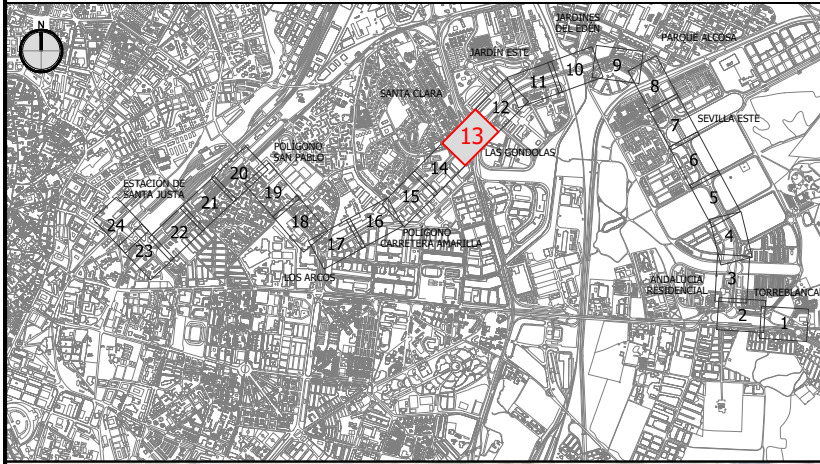 N
JARDINES
DEL EDÉN
JARDÍN ESTE
PARQUE ALCOSA
10
9
11
8
SANTA CLARA
12
SEVILLA ESTE
7
13
POLÍGONO
SAN PABLO
LAS GÓNDOLAS
6
14
20
ESTACIÓN DE
SANTA JUSTA
19
15
5
21
24
18
16
22
POLÍGONO
CARRETERA AMARILLA
4
23
17
LOS ARCOS
3
ANDALUCÍA
RESIDENCIAL
TORREBLANCA
2
1